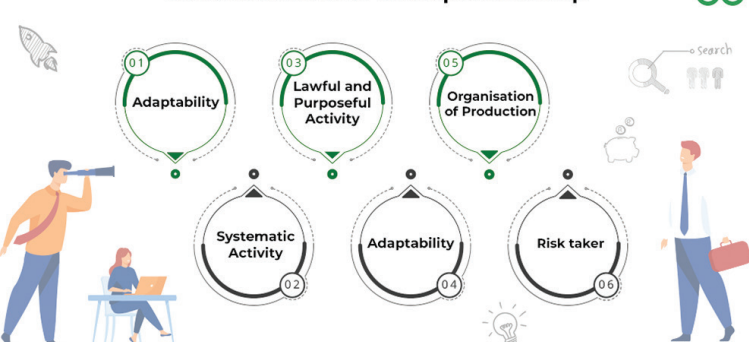 01
Adaptability
03
Lawful and
Purposeful
Activity
05
Organisation
of Production
search
Systematic
Activity
02
Adaptability
04
Risk taker
06